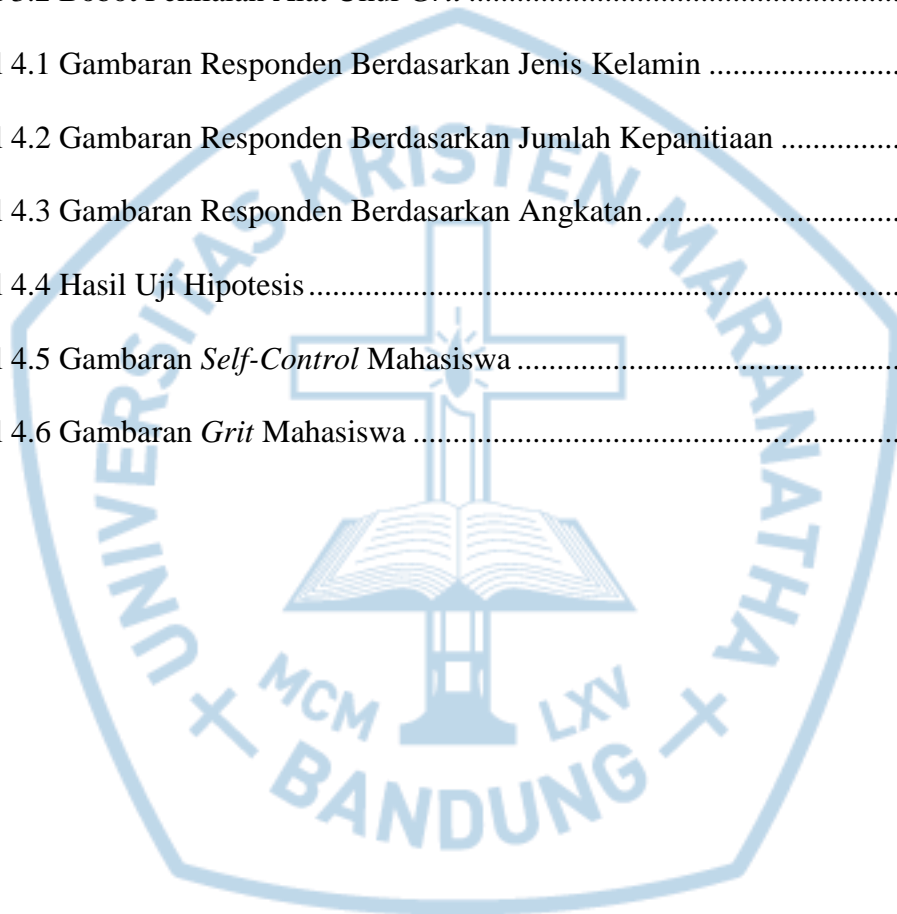 4.1 Gambaran Responden Berdasarkan Jenis Kelamin ........................
4.2 Gambaran Responden Berdasarkan Jumlah Kepanitiaan ...............
4.3 Gambaran Responden Berdasarkan Angkatan................................
4.4 Hasil Uji Hipotesis.........................................................................
4.5 Gambaran Self-Control Mahasiswa ................................................
4.6 Gambaran Grit Mahasiswa .............................................................
UNIVERSITAS KRISTEN MARANATHA
MCM LXV
BANDUNG